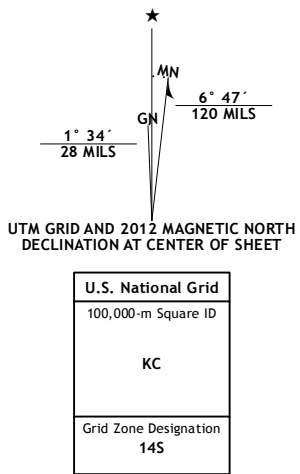 ★
MN
GN
6° 47´
120 MILS
1° 34´
28 MILS
UTM GRID AND 2012 MAGNETIC NORTH
DECLINATION AT CENTER OF SHEET
U.S. National Grid
100,000-m Square ID
KC
Grid Zone Designation
14S